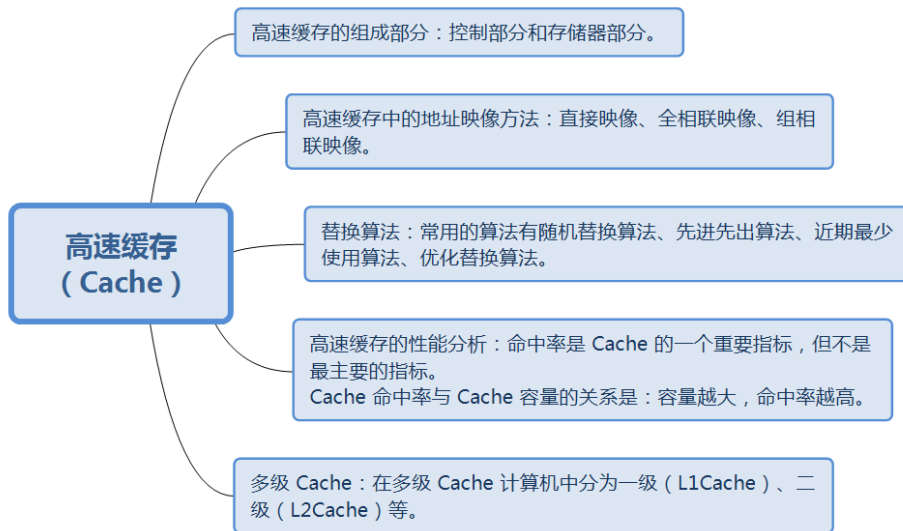 高速缓存的组成部分：控制部分和存储器部分。
高速缓存中的地址映像方法：直接映像、全相联映像、组相
联映像。
高速缓存
（Cache）
替换算法：常用的算法有随机替换算法、先进先出算法、近期最少
使用算法、优化替换算法。
高速缓存的性能分析：命中率是 Cache 的一个重要指标，但不是
最主要的指标。
Cache 命中率与 Cache 容量的关系是：容量越大，命中率越高。
多级 Cache：在多级 Cache 计算机中分为一级（L1Cache）、二
级（L2Cache）等。